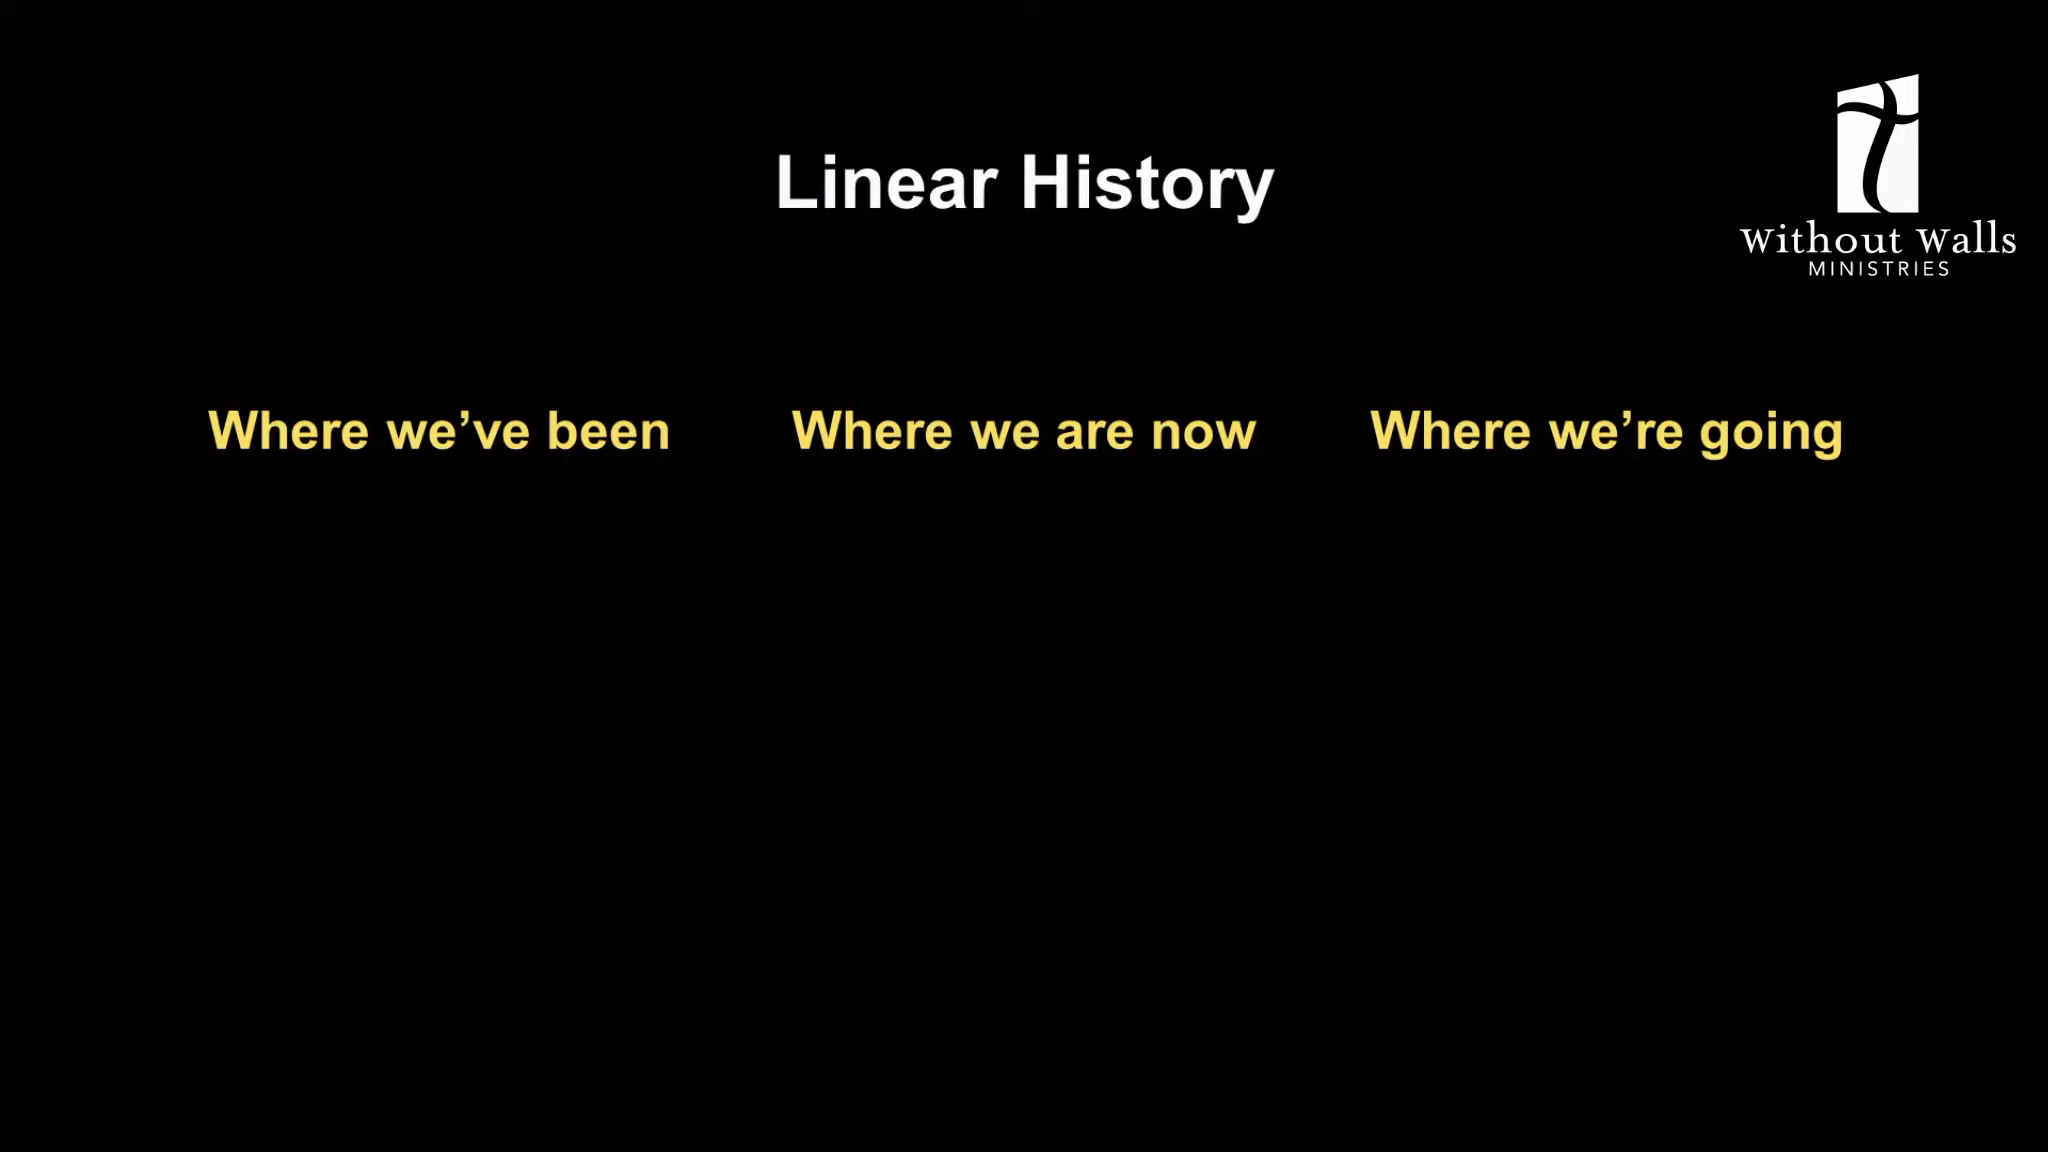 Linear History
without walls
MINISTRIES
Where we’ve been
Where we are now
Where we’re going